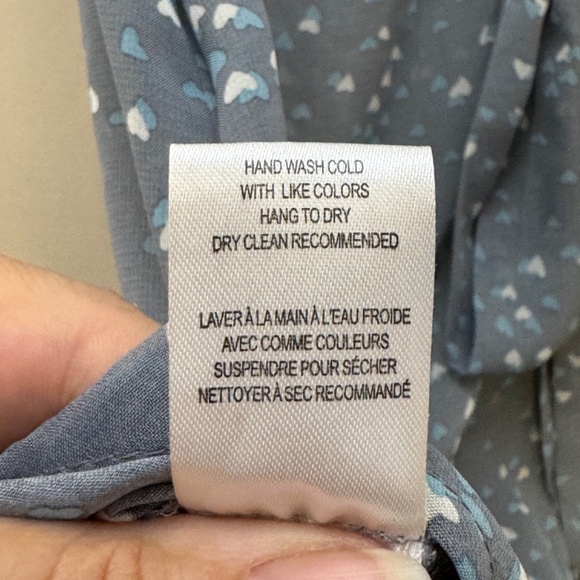 HAND WASH COLD
WITH LIKE COLORS
HANG TO DRY
DRY CLEAN RECOMMENDED
LAVER À LA MAIN À L'EAU FROIDE
AVEC COMME COULEURS
SUSPENDRE POUR SÉCHER
NETTOYER À SEC RECOMMANDÉ